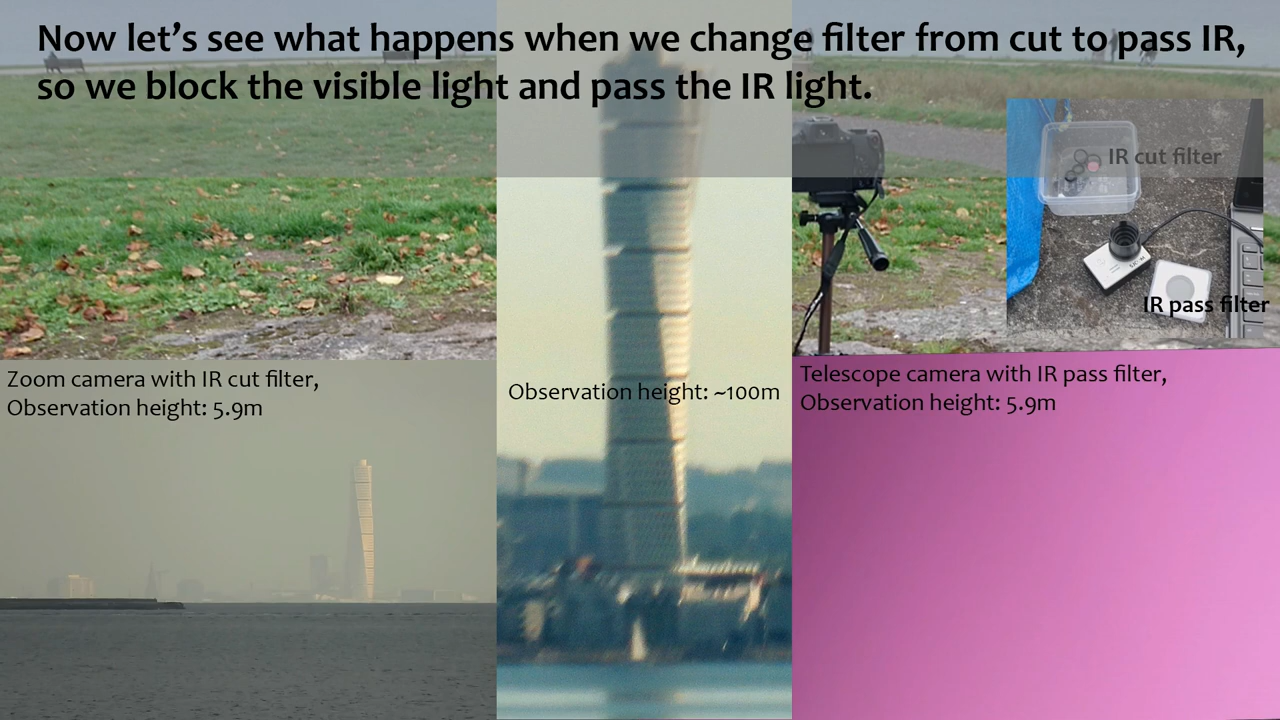 Now let's see what happens when we change filter from cut to pass IR,
so we block the visible light and pass the IR light.
IR cut filter
IR pass filter
Zoom camera with IR cut filter,
Observation height: 5.9m
Observation height: ~100m
Telescope camera with IR pass filter,
Observation height: 5.9m